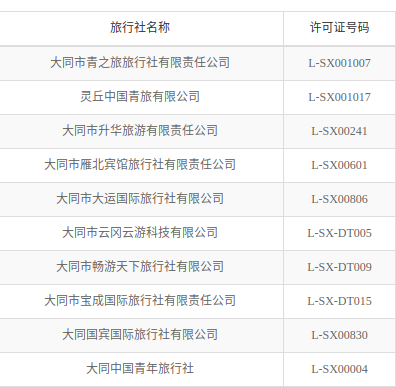 旅行社名称 许可证号码
大同市青之旅旅行社有限责任公司 L-SX001007
灵丘中国青旅有限公司 L-SX001017
大同市升华旅游有限责任公司 L-SX00241
大同市雁北宾馆旅行社有限责任公司 L-SX00601
大同市大运国际旅行社有限公司 L-SX00806
大同市云冈云游科技有限公司 L-SX-DT005
大同市畅游天下旅行社有限公司 L-SX-DT009
大同市宝成国际旅行社有限责任公司 L-SX-DT015
大同国宾国际旅行社有限公司 L-SX00830
大同中国青年旅行社 L-SX00004